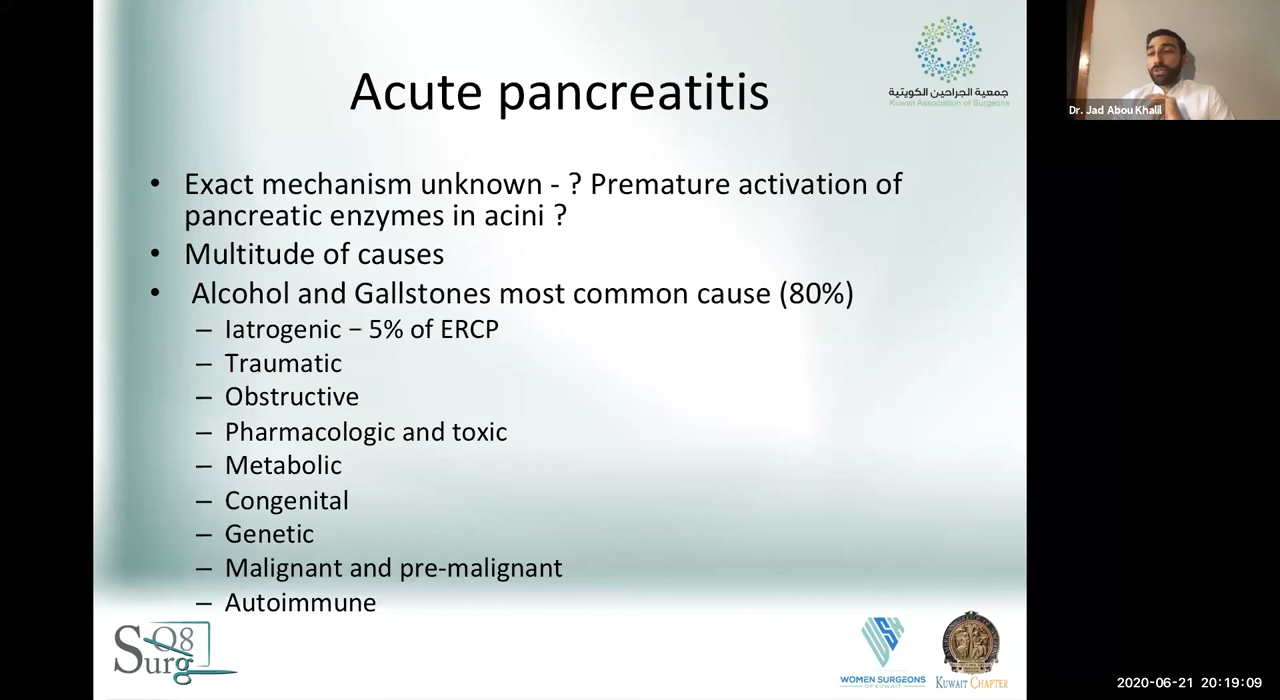 Acute pancreatitis
جمعية الجراحين الكويتية
Kuwait Association of Surgeons
Dr. Jad Abou Khalil
• Exact mechanism unknown - ? Premature activation of
pancreatic enzymes in acini ?
• Multitude of causes
• Alcohol and Gallstones most common cause (80%)
– Iatrogenic – 5% of ERCP
– Traumatic
– Obstructive
– Pharmacologic and toxic
– Metabolic
– Congenital
– Genetic
– Malignant and pre-malignant
– Autoimmune
Q8
Surg
WOMEN SURGEONS
OF KUWAIT
KUWAIT CHAPTER
2020-06-21 20:19:09